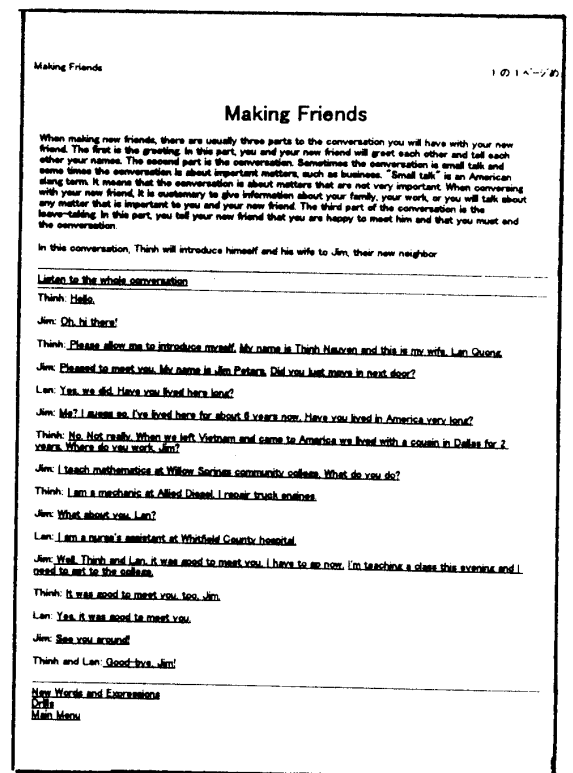 Making Friends
1 の 1 ページめ
Making Friends
When making new friends, there are usually three parts to the conversation you will have with your new
friend. The first is the greeting. In this part, you and your new friend will greet each other and tell each
other your names. The second part is the conversation. Sometimes the conversation is small talk and
some times the conversation is about important matters, such as business. "Small talk" is an American
slang term. It means that the conversation is about matters that are not very important. When conversing
with your new friend, it is customary to give information about your family, your work, or you will talk about
any matter that is important to you and your new friend. The third part of the conversation is the
leave-taking. In this part, you tell your new friend that you are happy to meet him and that you must end
the conversation.
In this conversation, Thinh will introduce himself and his wife to Jim, their new neighbor
Listen to the whole conversation
Thinh: Hello.
Jim: Oh, hi there!
Thinh: Please allow me to introduce myself. My name is Thinh Nguyen and this is my wife, Lan Quong.
Jim: Pleased to meet you. My name is Jim Peters. Did you just move in next door?
Lan: Yes, we did. Have you lived here long?
Jim: Me? I guess so. I've lived here for about 6 years now. Have you lived in America very long?
Thinh: No. Not really. When we left Vietnam and came to America we lived with a cousin in Dallas for 2
years. Where do you work, Jim?
Jim: I teach mathematics at Willow Springs community college. What do you do?
Thinh: I am a mechanic at Allied Diesel. I repair truck engines.
Jim: What about you, Lan?
Lan: I am a nurse's assistant at Whitfield County hospital.
Jim: Well, Thinh and Lan, it was good to meet you. I have to go now. I'm teaching a class this evening and I
need to get to the college.
Thinh: It was good to meet you, too, Jim.
Lan: Yes, it was good to meet you.
Jim: See you around!
Thinh and Lan: Good-bye, Jim!
New Words and Expressions
Drills
Main Menu